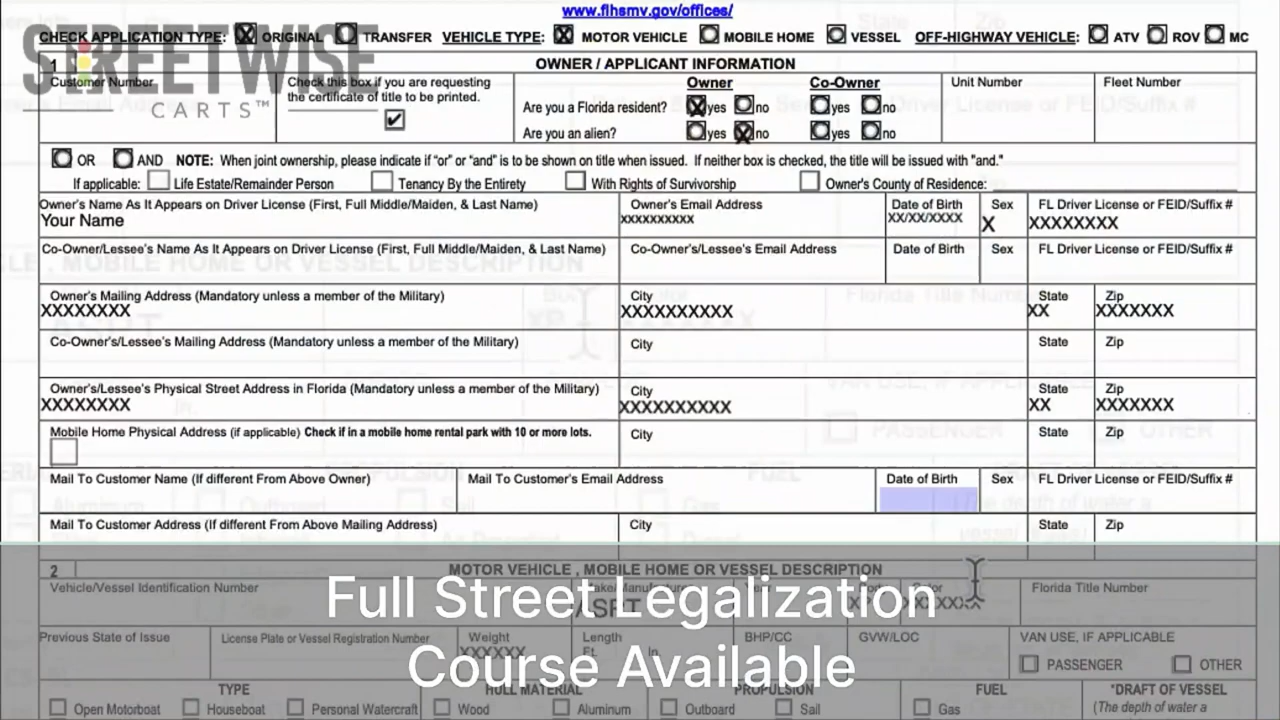 www.flhsmv.gov/offices/
STREETWISE
CARTS™
CHECK APPLICATION TYPE: X ORIGINAL TRANSFER VEHICLE TYPE: X MOTOR VEHICLE MOBILE HOME VESSEL OFF-HIGHWAY VEHICLE: ATV ROV MC
1 OWNER / APPLICANT INFORMATION
Customer Number
Check this box if you are requesting
the certificate of title to be printed.
Owner Co-Owner
Are you a Florida resident? X yes no yes no
Are you an alien? yes X no yes no
Unit Number Fleet Number
OR AND NOTE: When joint ownership, please indicate if "or" or "and" is to be shown on title when issued. If neither box is checked, the title will be issued with "and."
If applicable: Life Estate/Remainder Person Tenancy By the Entirety With Rights of Survivorship Owner's County of Residence:
Owner's Name As It Appears on Driver License (First, Full Middle/Maiden, & Last Name) Owner's Email Address Date of Birth Sex FL Driver License or FEID/Suffix #
Your Name xxxxxxxxxx XX/XX/XXXX X XXXXXXXX
Co-Owner/Lessee's Name As It Appears on Driver License (First, Full Middle/Maiden, & Last Name) Co-Owner's/Lessee's Email Address Date of Birth Sex FL Driver License or FEID/Suffix #
Owner's Mailing Address (Mandatory unless a member of the Military) City State Zip
XXXXXXXX XXXXXXXXXX XX XXXXXXX
Co-Owner's/Lessee's Mailing Address (Mandatory unless a member of the Military) City State Zip
Owner's/Lessee's Physical Street Address in Florida (Mandatory unless a member of the Military) City State Zip
XXXXXXXX XXXXXXXXXX XX XXXXXXX
Mobile Home Physical Address (if applicable) Check if in a mobile home rental park with 10 or more lots. City State Zip
Mail To Customer Name (If different From Above Owner) Mail To Customer's Email Address Date of Birth Sex FL Driver License or FEID/Suffix #
Mail To Customer Address (If different From Above Mailing Address) City State Zip
2 MOTOR VEHICLE , MOBILE HOME OR VESSEL DESCRIPTION
Vehicle/Vessel Identification Number Florida Title Number
Full Street Legalization
Previous State of Issue License Plate or Vessel Registration Number Weight Length BHP/CC GVW/LOC VAN USE, IF APPLICABLE
XXXXXX Ft. In. PASSENGER OTHER
Course Available
TYPE HULL MATERIAL PROPULSION FUEL *DRAFT OF VESSEL
Open Motorboat Houseboat Personal Watercraft Wood Aluminum Outboard Sail Gas (The depth of water a